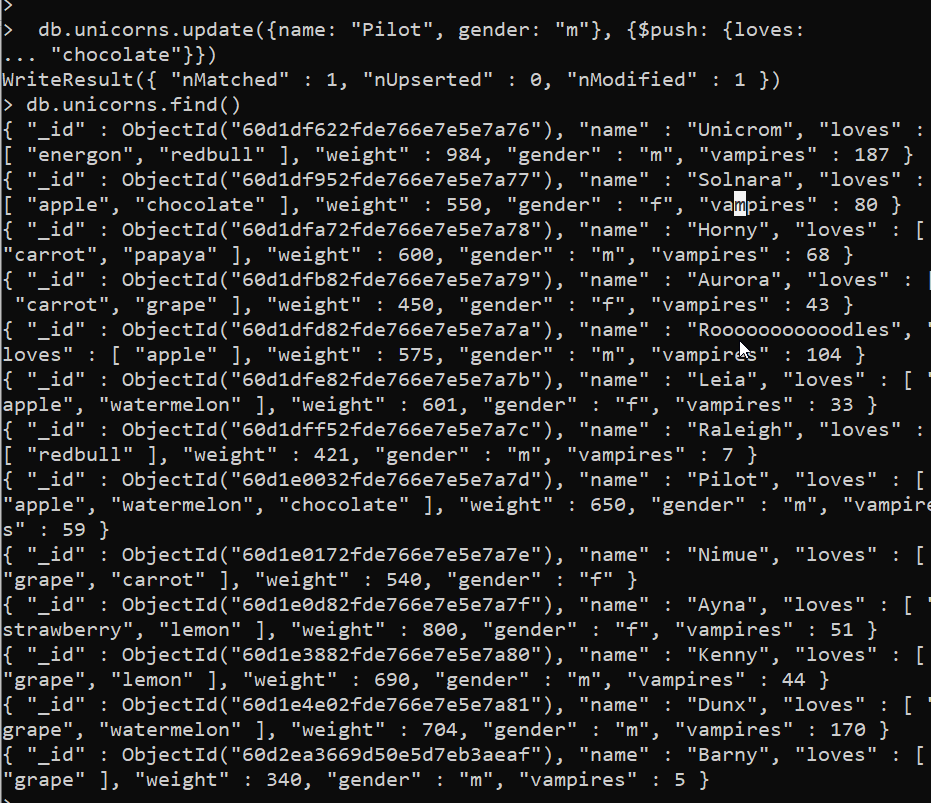 >
>  db.unicorns.update({name: "Pilot", gender: "m"}, {$push: {loves:
... "chocolate"}})
WriteResult({ "nMatched" : 1, "nUpserted" : 0, "nModified" : 1 })
> db.unicorns.find()
{ "_id" : ObjectId("60d1df622fde766e7e5e7a76"), "name" : "Unicrom", "loves" :
[ "energon", "redbull" ], "weight" : 984, "gender" : "m", "vampires" : 187 }
{ "_id" : ObjectId("60d1df952fde766e7e5e7a77"), "name" : "Solnara", "loves" :
[ "apple", "chocolate" ], "weight" : 550, "gender" : "f", "vampires" : 80 }
{ "_id" : ObjectId("60d1dfa72fde766e7e5e7a78"), "name" : "Horny", "loves" : [
"carrot", "papaya" ], "weight" : 600, "gender" : "m", "vampires" : 68 }
{ "_id" : ObjectId("60d1dfb82fde766e7e5e7a79"), "name" : "Aurora", "loves" : [
 "carrot", "grape" ], "weight" : 450, "gender" : "f", "vampires" : 43 }
{ "_id" : ObjectId("60d1dfd82fde766e7e5e7a7a"), "name" : "Rooooooooooodles", "
loves" : [ "apple" ], "weight" : 575, "gender" : "m", "vampires" : 104 }
{ "_id" : ObjectId("60d1dfe82fde766e7e5e7a7b"), "name" : "Leia", "loves" : [ "
apple", "watermelon" ], "weight" : 601, "gender" : "f", "vampires" : 33 }
{ "_id" : ObjectId("60d1dff52fde766e7e5e7a7c"), "name" : "Raleigh", "loves" :
[ "redbull" ], "weight" : 421, "gender" : "m", "vampires" : 7 }
{ "_id" : ObjectId("60d1e0032fde766e7e5e7a7d"), "name" : "Pilot", "loves" : [
"apple", "watermelon", "chocolate" ], "weight" : 650, "gender" : "m", "vampire
s" : 59 }
{ "_id" : ObjectId("60d1e0172fde766e7e5e7a7e"), "name" : "Nimue", "loves" : [
"grape", "carrot" ], "weight" : 540, "gender" : "f" }
{ "_id" : ObjectId("60d1e0d82fde766e7e5e7a7f"), "name" : "Ayna", "loves" : [ "
strawberry", "lemon" ], "weight" : 800, "gender" : "f", "vampires" : 51 }
{ "_id" : ObjectId("60d1e3882fde766e7e5e7a80"), "name" : "Kenny", "loves" : [
"grape", "lemon" ], "weight" : 690, "gender" : "m", "vampires" : 44 }
{ "_id" : ObjectId("60d1e4e02fde766e7e5e7a81"), "name" : "Dunx", "loves" : [ "
grape", "watermelon" ], "weight" : 704, "gender" : "m", "vampires" : 170 }
{ "_id" : ObjectId("60d2ea3669d50e5d7eb3aeaf"), "name" : "Barny", "loves" : [
"grape" ], "weight" : 340, "gender" : "m", "vampires" : 5 }